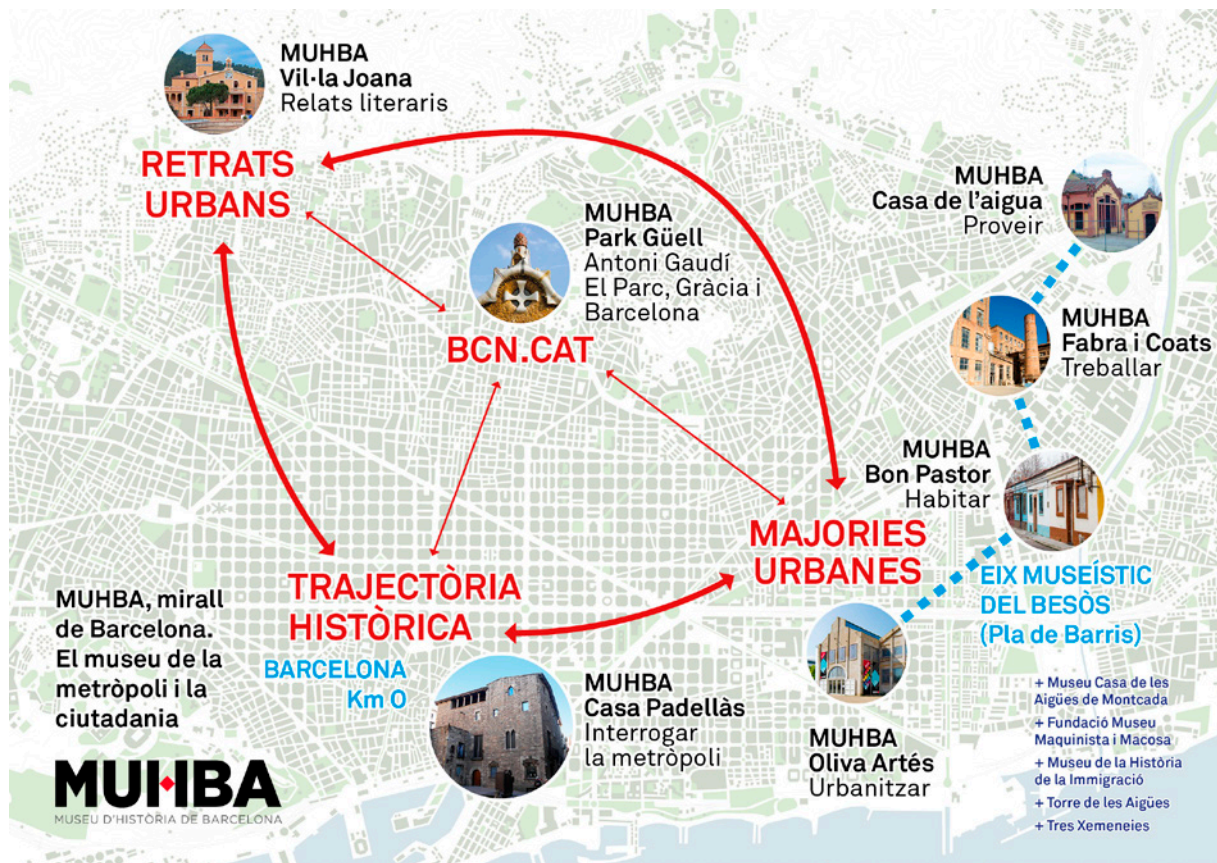 MUHBA
Vil·la Joana
Relats literaris
RETRATS
URBANS
MUHBA
Park Güell
Antoni Gaudí
El Parc, Gràcia i
Barcelona
BCN.CAT
MUHBA
Casa de l'aigua
Proveir
MUHBA
Fabra i Coats
Treballar
MUHBA
Bon Pastor
Habitar
MAJORIES
URBANES
EIX MUSEÍSTIC
DEL BESÒS
(Pla de Barris)
TRAJECTÒRIA
HISTÒRICA
BARCELONA
Km 0
MUHBA, mirall
de Barcelona.
El museu de la
metròpoli i la
ciutadania
MUHBA
Casa Padellàs
Interrogar
la metròpoli
MUHBA
Oliva Artés
Urbanitzar
+ Museu Casa de les
Aigües de Montcada
+ Fundació Museu
Maquinista i Macosa
+ Museu de la Història
de la Immigració
+ Torre de les Aigües
+ Tres Xemeneies
MUHBA
MUSEU D'HISTÒRIA DE BARCELONA